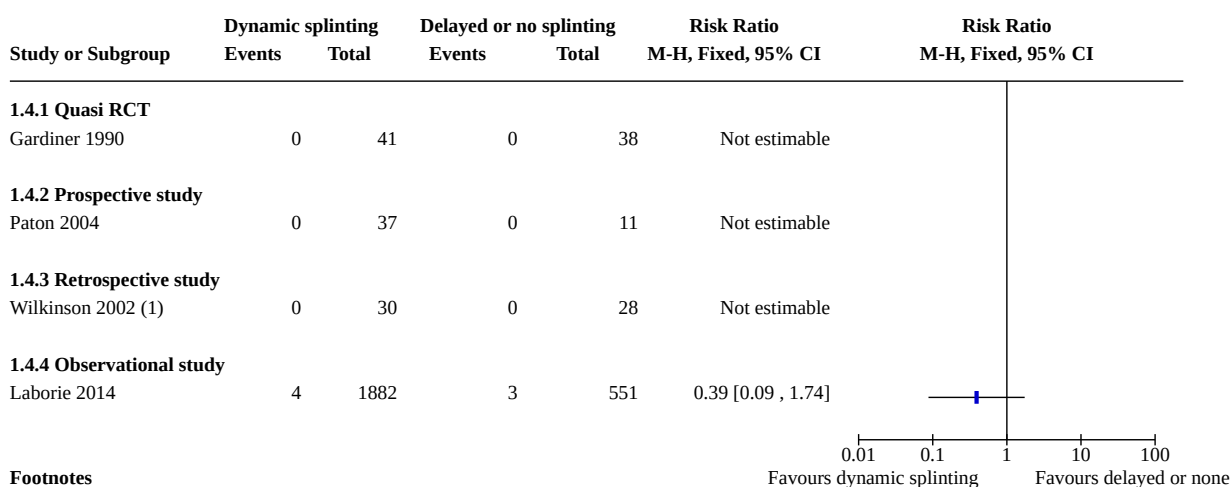 Dynamic splinting Delayed or no splinting Risk Ratio Risk Ratio
Study or Subgroup Events Total Events Total M-H, Fixed, 95% CI M-H, Fixed, 95% CI
1.4.1 Quasi RCT
Gardiner 1990 0 41 0 38 Not estimable
1.4.2 Prospective study
Paton 2004 0 37 0 11 Not estimable
1.4.3 Retrospective study
Wilkinson 2002 (1) 0 30 0 28 Not estimable
1.4.4 Observational study
Laborie 2014 4 1882 3 551 0.39 [0.09 , 1.74]
0.01 0.1 1 10 100
Footnotes Favours dynamic splinting Favours delayed or none